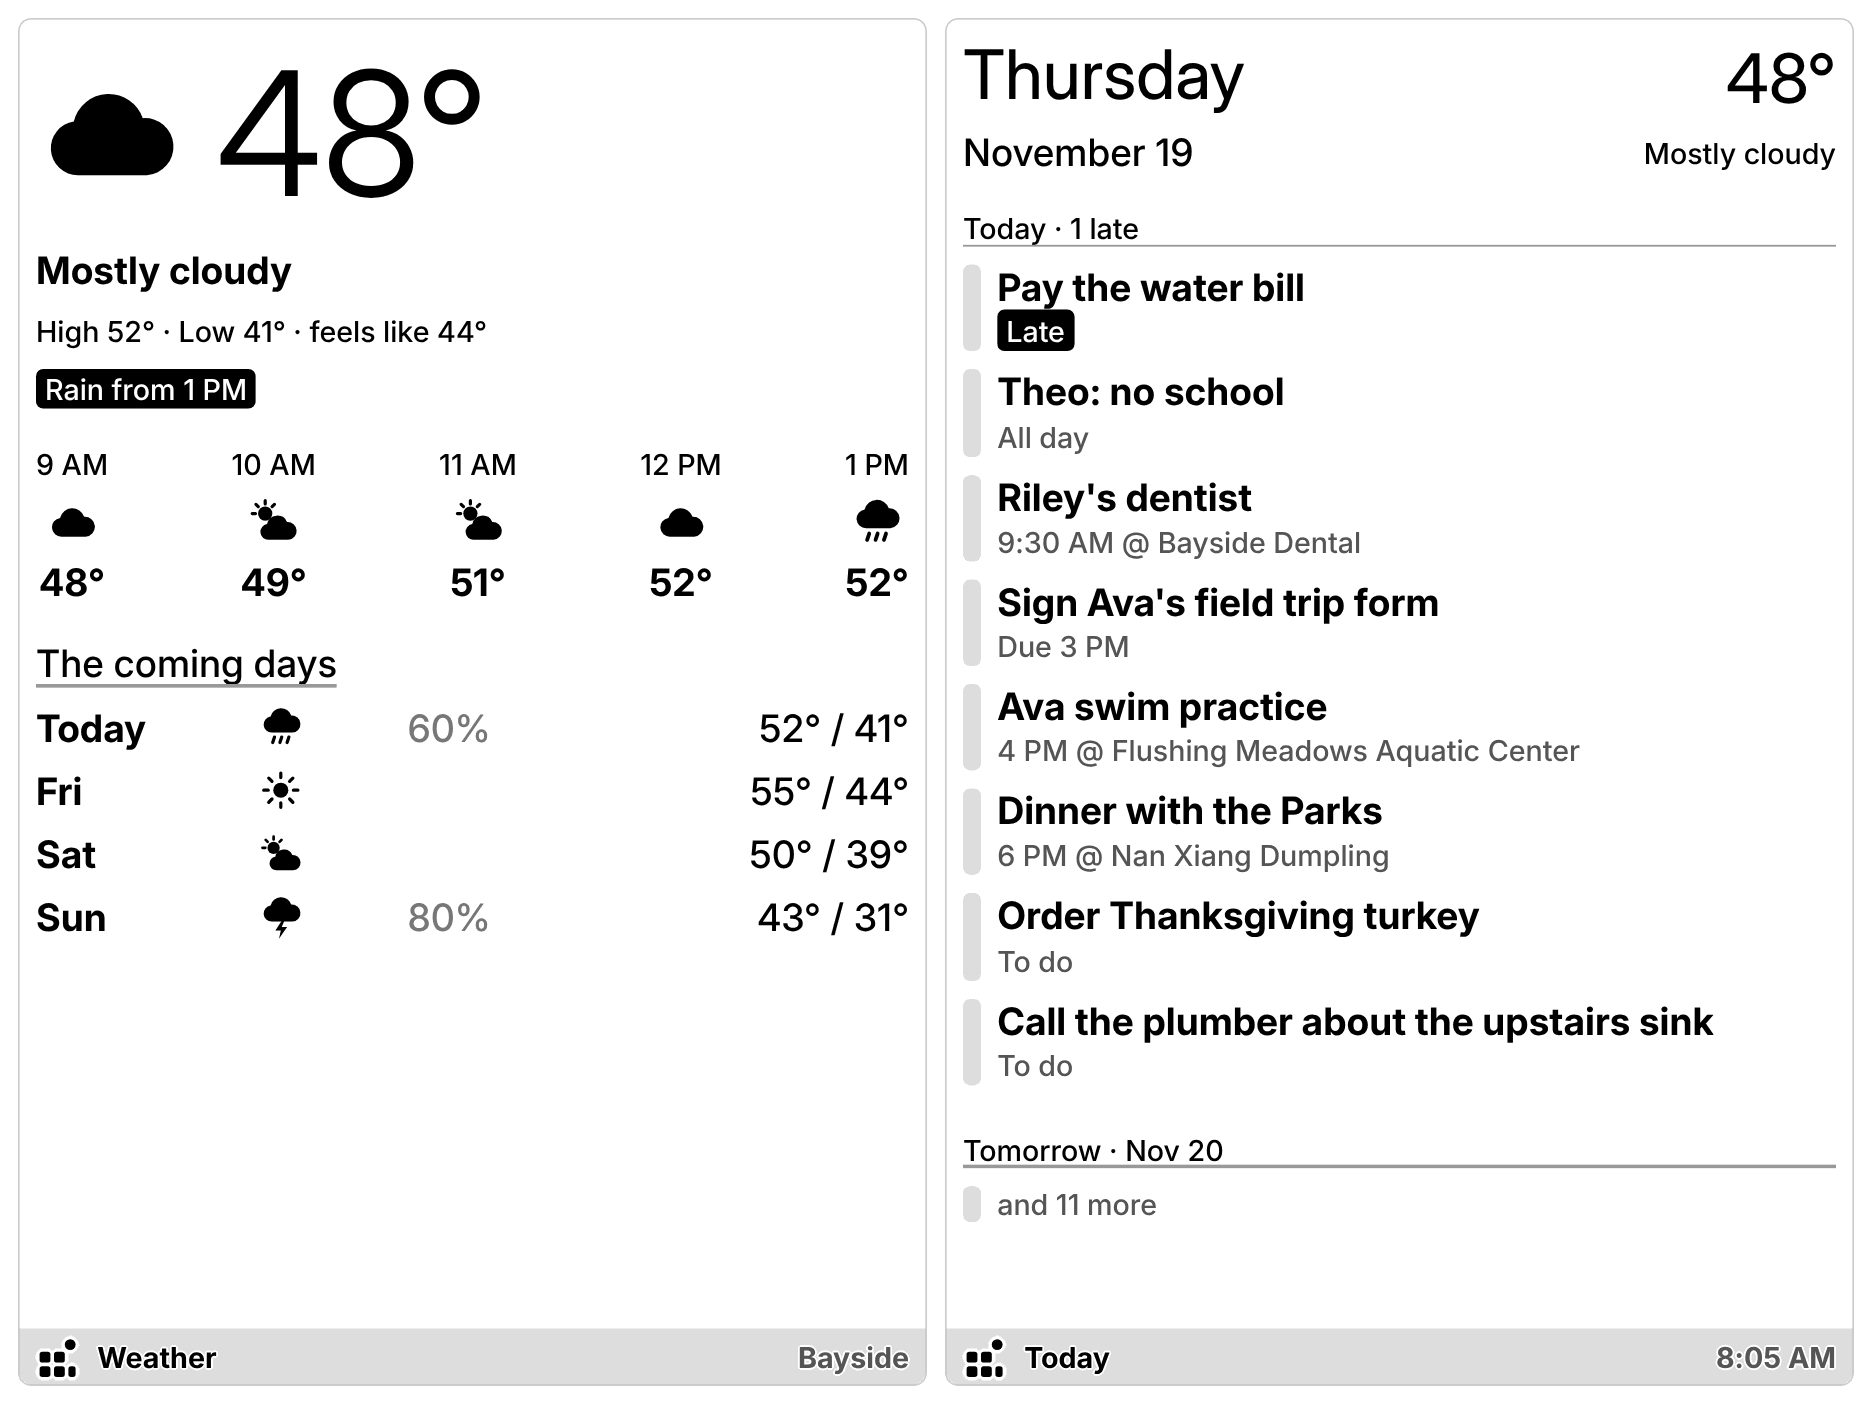 48°
Mostly cloudy
High 52° · Low 41° · feels like 44°
Rain from 1 PM
9 AM 10 AM 11 AM 12 PM 1 PM
48° 49° 51° 52° 52°
The coming days
Today 60% 52° / 41°
Fri 55° / 44°
Sat 50° / 39°
Sun 80% 43° / 31°
Weather Bayside
Thursday 48°
November 19 Mostly cloudy
Today · 1 late
Pay the water bill
Late
Theo: no school
All day
Riley's dentist
9:30 AM @ Bayside Dental
Sign Ava's field trip form
Due 3 PM
Ava swim practice
4 PM @ Flushing Meadows Aquatic Center
Dinner with the Parks
6 PM @ Nan Xiang Dumpling
Order Thanksgiving turkey
To do
Call the plumber about the upstairs sink
To do
Tomorrow · Nov 20
and 11 more
Today 8:05 AM